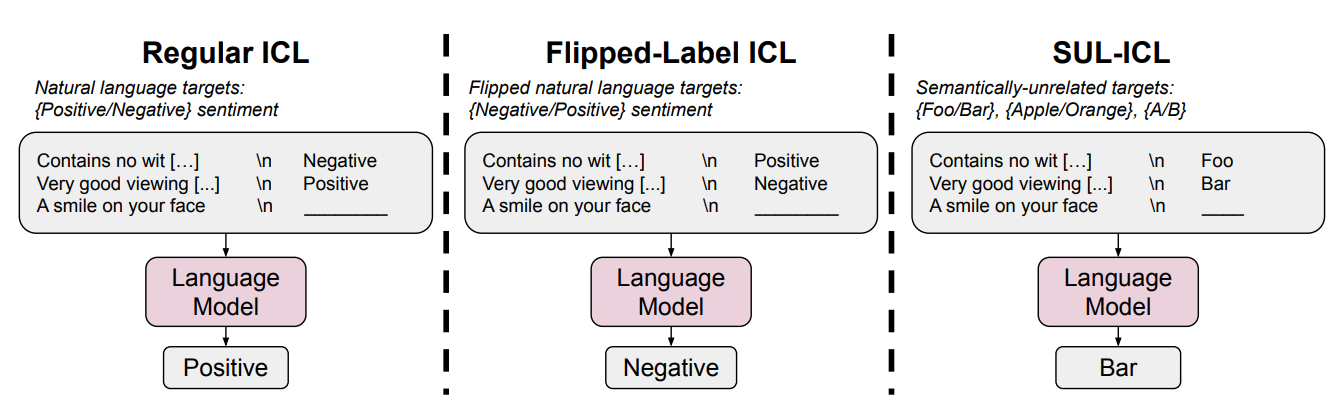 Regular ICL
Natural language targets:
{Positive/Negative} sentiment
Contains no wit […] \n Negative
Very good viewing [...] \n Positive
A smile on your face \n ________
Language
Model
Positive
Flipped-Label ICL
Flipped natural language targets:
{Negative/Positive} sentiment
Contains no wit […] \n Positive
Very good viewing [...] \n Negative
A smile on your face \n ________
Language
Model
Negative
SUL-ICL
Semantically-unrelated targets:
{Foo/Bar}, {Apple/Orange}, {A/B}
Contains no wit […] \n Foo
Very good viewing [...] \n Bar
A smile on your face \n ____
Language
Model
Bar